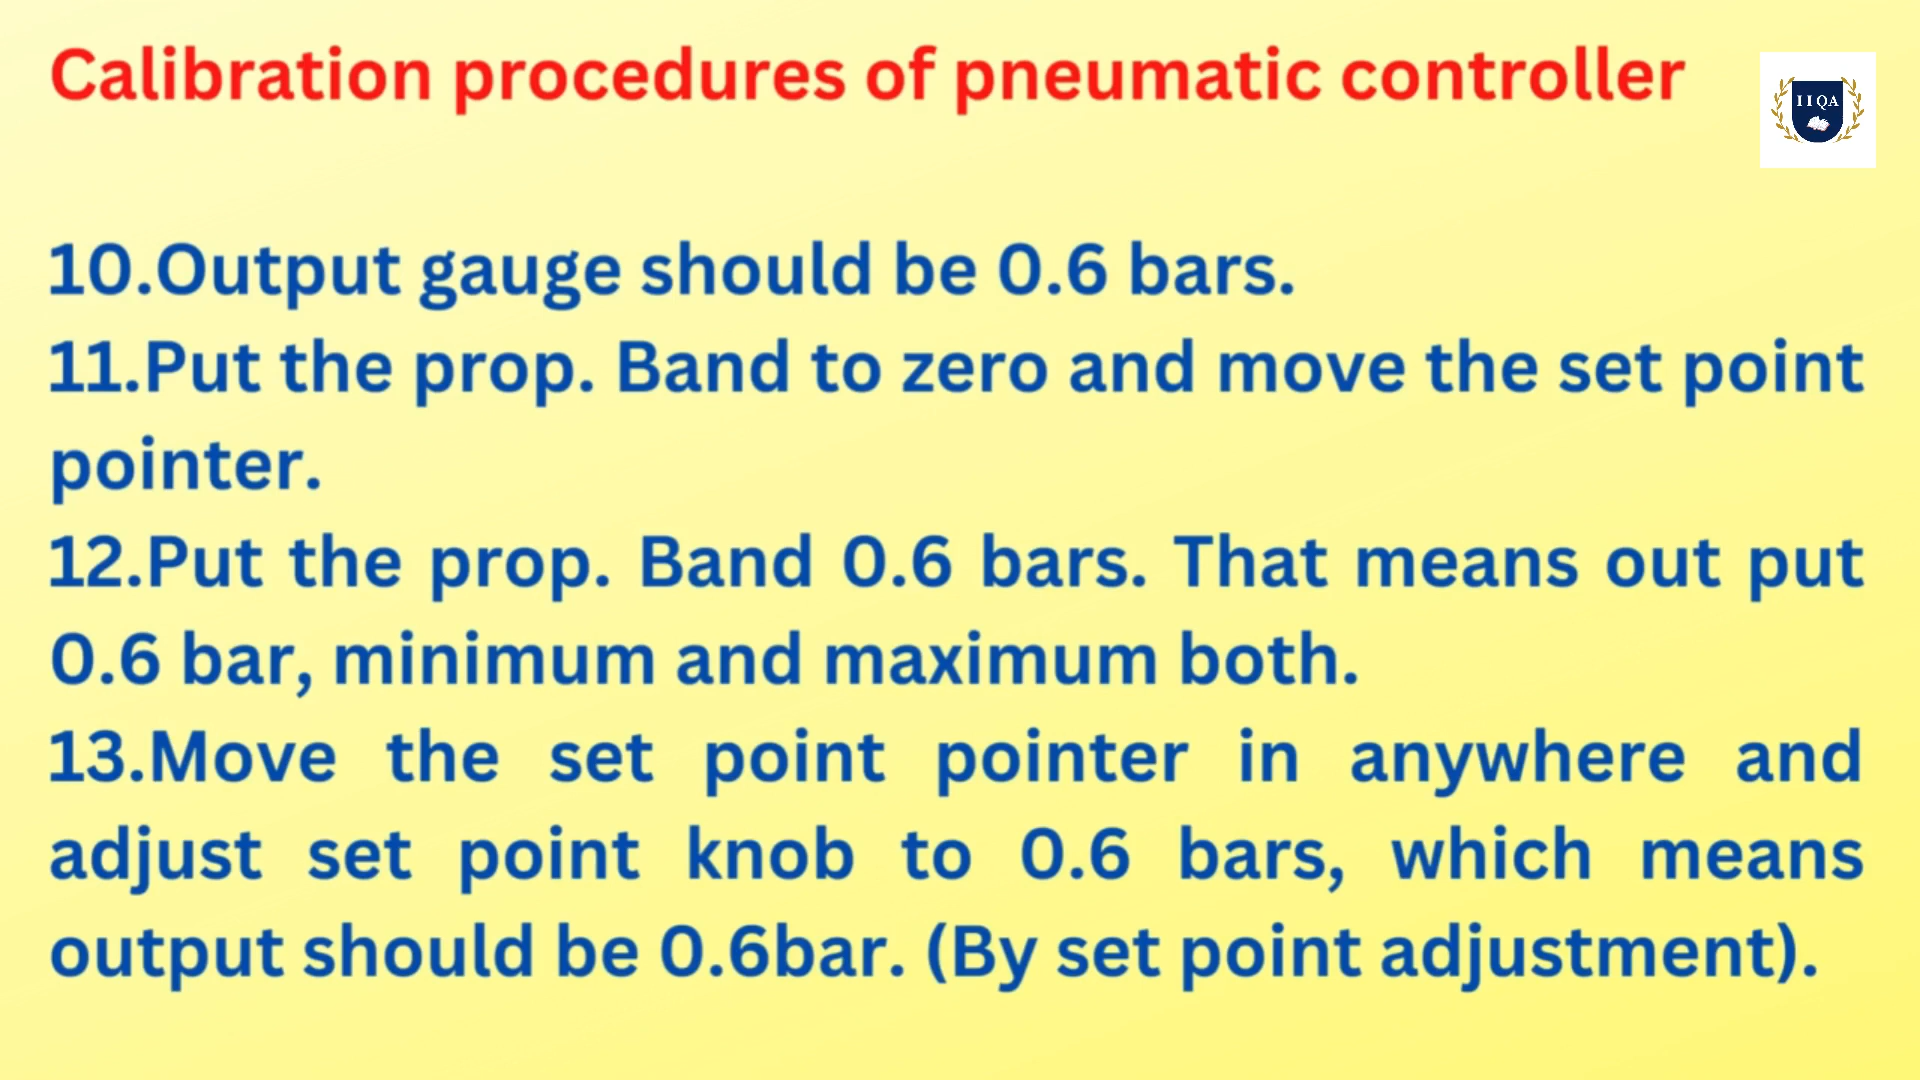 Calibration procedures of pneumatic controller
IIQA
10.Output gauge should be 0.6 bars.
11.Put the prop. Band to zero and move the set point
pointer.
12.Put the prop. Band 0.6 bars. That means out put
0.6 bar, minimum and maximum both.
13.Move the set point pointer in anywhere and
adjust set point knob to 0.6 bars, which means
output should be 0.6bar. (By set point adjustment).